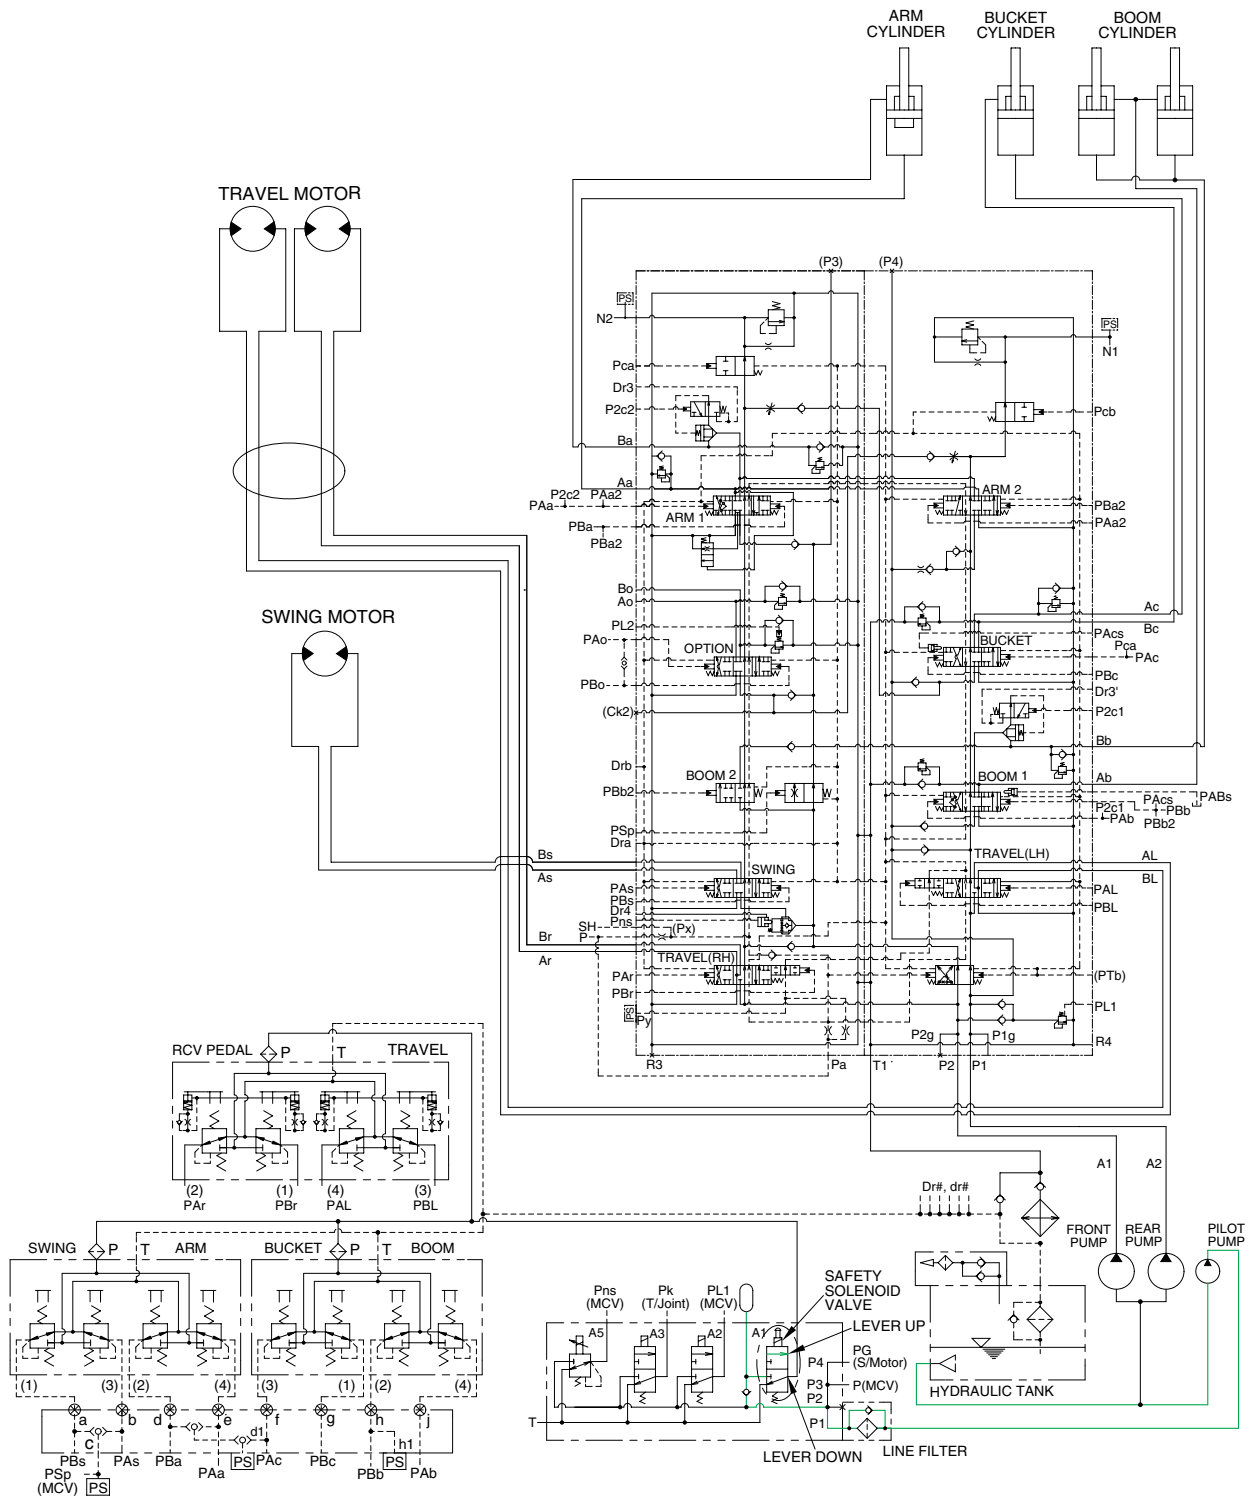 ARM
CYLINDER
BUCKET
CYLINDER
BOOM
CYLINDER
TRAVEL MOTOR
(P3)
(P4)
PS
N2
PS
N1
Pca
Dr3
P2c2
Pcb
Ba
Aa
P2c2 PAa2
PAa
ARM 1
ARM 2
PBa2
PAa2
PBa
PBa2
Bo
Ao
Ac
Bc
SWING MOTOR
PL2
PAo
OPTION
BUCKET
PAcs
Pca
PAc
PBo
PBc
Dr3'
(Ck2)
P2c1
Bb
Drb
BOOM 2
BOOM 1
Ab
PBb2
PABs
P2c1 PAcs
PAb
PBb
PBb2
PSp
Dra
Bs
As
SWING
TRAVEL(LH)
AL
BL
PAs
PBs
Dr4
Pns
SH
P
(Px)
PAL
PBL
Br
Ar
TRAVEL(RH)
PAr
PBr
(PTb)
PS
Py
PL1
P2g
P1g
R3
Pa
T1
P2
P1
R4
RCV PEDAL
P
T
TRAVEL
(2)
PAr
(1)
PBr
(4)
PAL
(3)
PBL
A1
A2
Dr#, dr#
FRONT
PUMP
REAR
PUMP
PILOT
PUMP
SWING
P
T
ARM
BUCKET
P
T
BOOM
(1)
(3)
(2)
(4)
(3)
(1)
(2)
(4)
a
b
d
e
f
g
h
j
c
d1
h1
PBs
PAs
PBa
PAa
PS
PAc
PBc
PBb
PS
PAb
PSp
(MCV)
PS
Pns
(MCV)
Pk
(T/Joint)
PL1
(MCV)
SAFETY
SOLENOID
VALVE
LEVER UP
A5
A3
A2
A1
P4
PG
(S/Motor)
P3
P(MCV)
P2
P1
T
LINE FILTER
LEVER DOWN
HYDRAULIC TANK